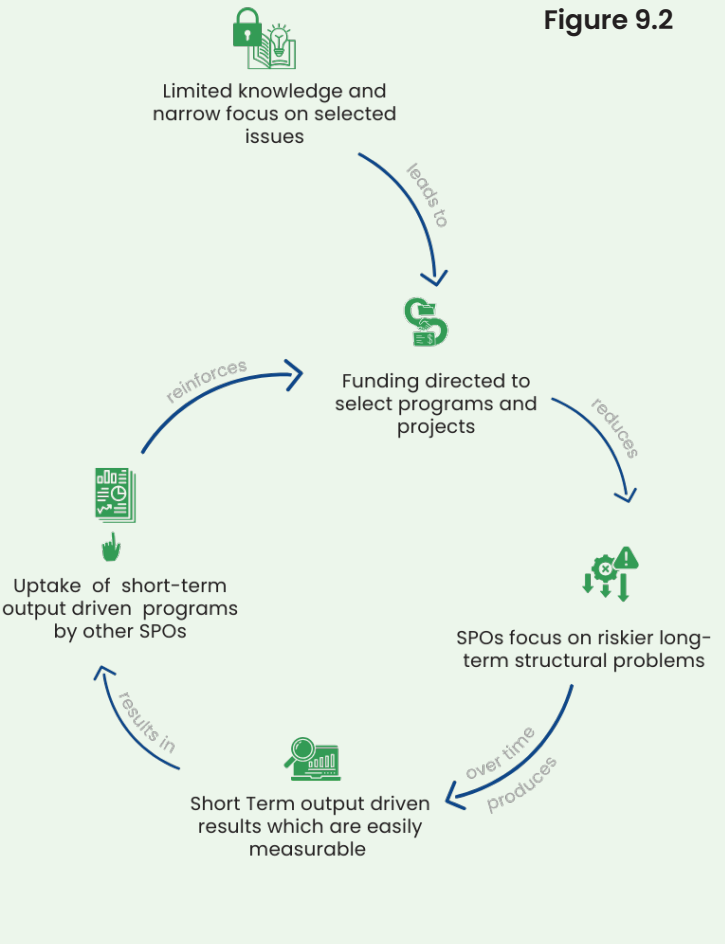 Figure 9.2
Limited knowledge and
narrow focus on selected
issues
leads to
Funding directed to
select programs and
projects
reduces
SPOs focus on riskier long-
term structural problems
over time
produces
Short Term output driven
results which are easily
measurable
results in
Uptake of short-term
output driven programs
by other SPOs
reinforces